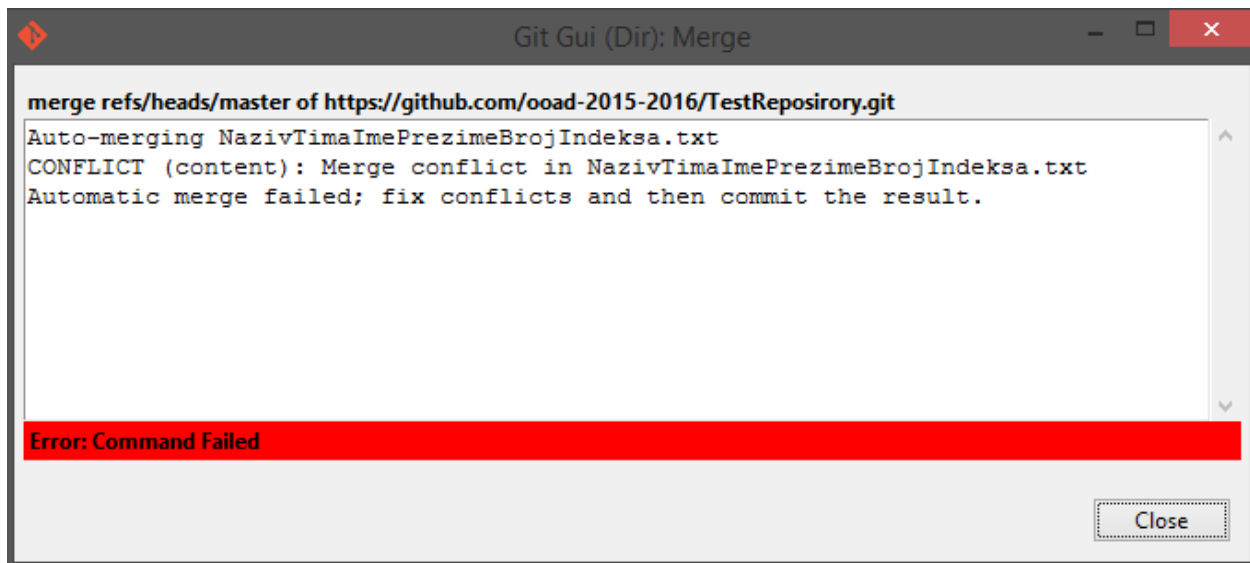 Git Gui (Dir): Merge
merge refs/heads/master of https://github.com/ooad-2015-2016/TestReposirory.git
Auto-merging NazivTimaImePrezimeBrojIndeksa.txt
CONFLICT (content): Merge conflict in NazivTimaImePrezimeBrojIndeksa.txt
Automatic merge failed; fix conflicts and then commit the result.
Error: Command Failed
Close